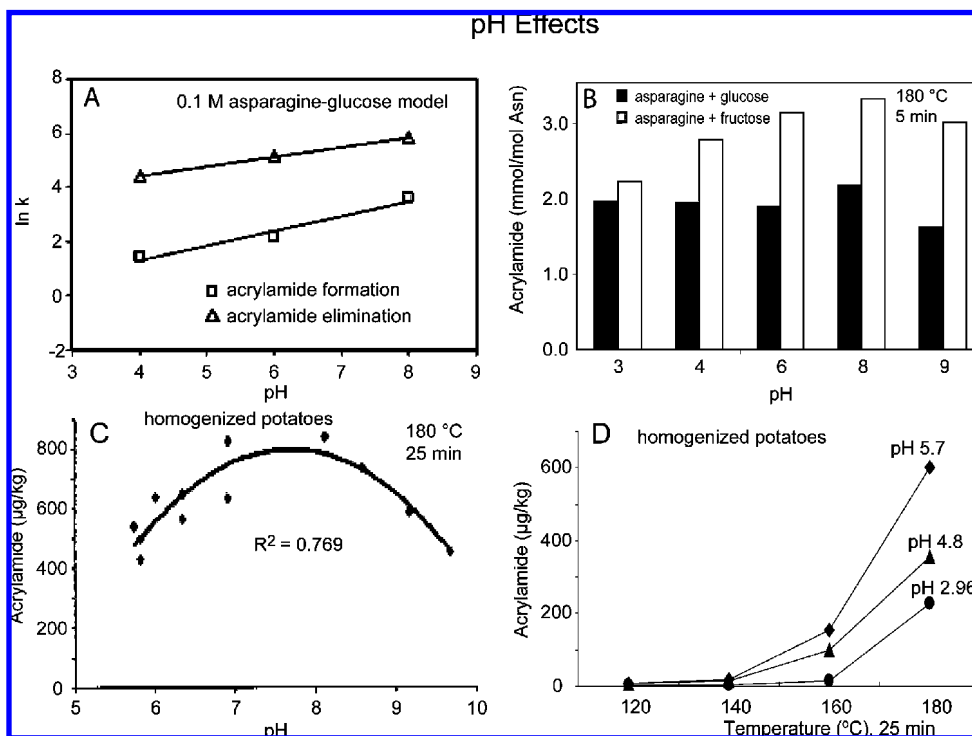 pH Effects
A
0.1 M asparagine-glucose model
8
6
4
2
0
-2
ln k
acrylamide formation
acrylamide elimination
3 4 5 6 7 8 9
pH
B
asparagine + glucose
asparagine + fructose
180 °C
5 min
3.0
2.0
1.0
0.0
Acrylamide (mmol/mol Asn)
3 4 6 8 9
pH
C
homogenized potatoes
180 °C
25 min
800
600
400
200
0
Acrylamide (µg/kg)
R² = 0.769
5 6 7 8 9 10
pH
D
homogenized potatoes
600
400
200
0
Acrylamide (µg/kg)
pH 5.7
pH 4.8
pH 2.96
120 140 160 180
Temperature (ºC), 25 min